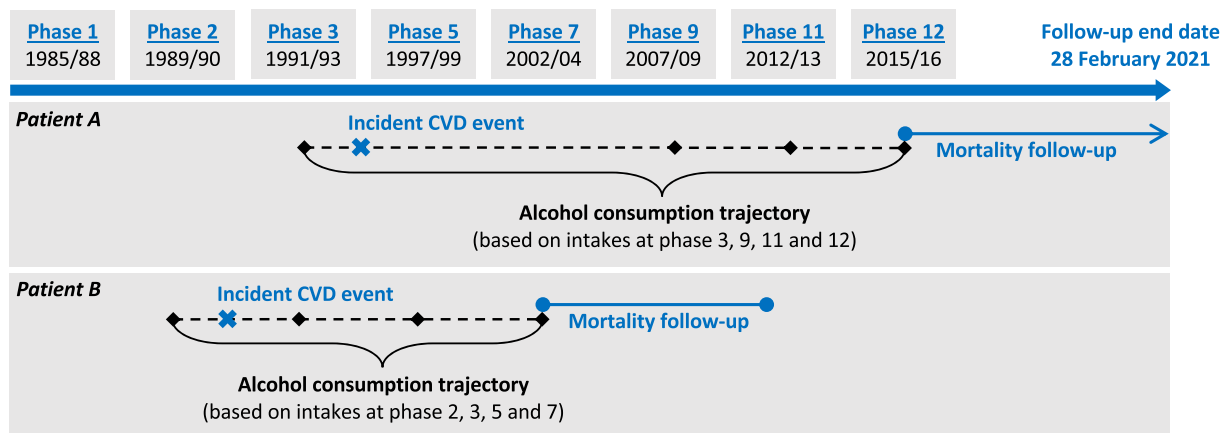 Phase 1
1985/88
Phase 2
1989/90
Phase 3
1991/93
Phase 5
1997/99
Phase 7
2002/04
Phase 9
2007/09
Phase 11
2012/13
Phase 12
2015/16
Follow-up end date
28 February 2021
Patient A
Incident CVD event
Mortality follow-up
Alcohol consumption trajectory
(based on intakes at phase 3, 9, 11 and 12)
Patient B
Incident CVD event
Mortality follow-up
Alcohol consumption trajectory
(based on intakes at phase 2, 3, 5 and 7)